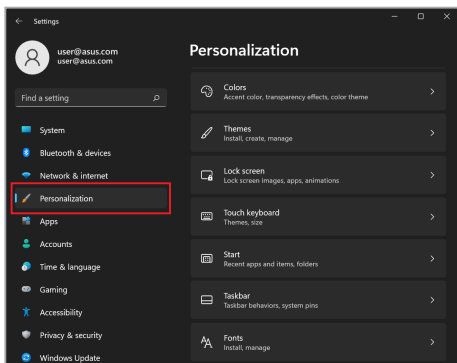 Settings
user@asus.com
user@asus.com
Find a setting
System
Bluetooth & devices
Network & internet
Personalization
Apps
Accounts
Time & language
Gaming
Accessibility
Privacy & security
Windows Update
Personalization
Colors
Accent color, transparency effects, color theme
Themes
Install, create, manage
Lock screen
Lock screen images, apps, animations
Touch keyboard
Themes, size
Start
Recent apps and items, folders
Taskbar
Taskbar behaviors, system pins
Fonts
Install, manage